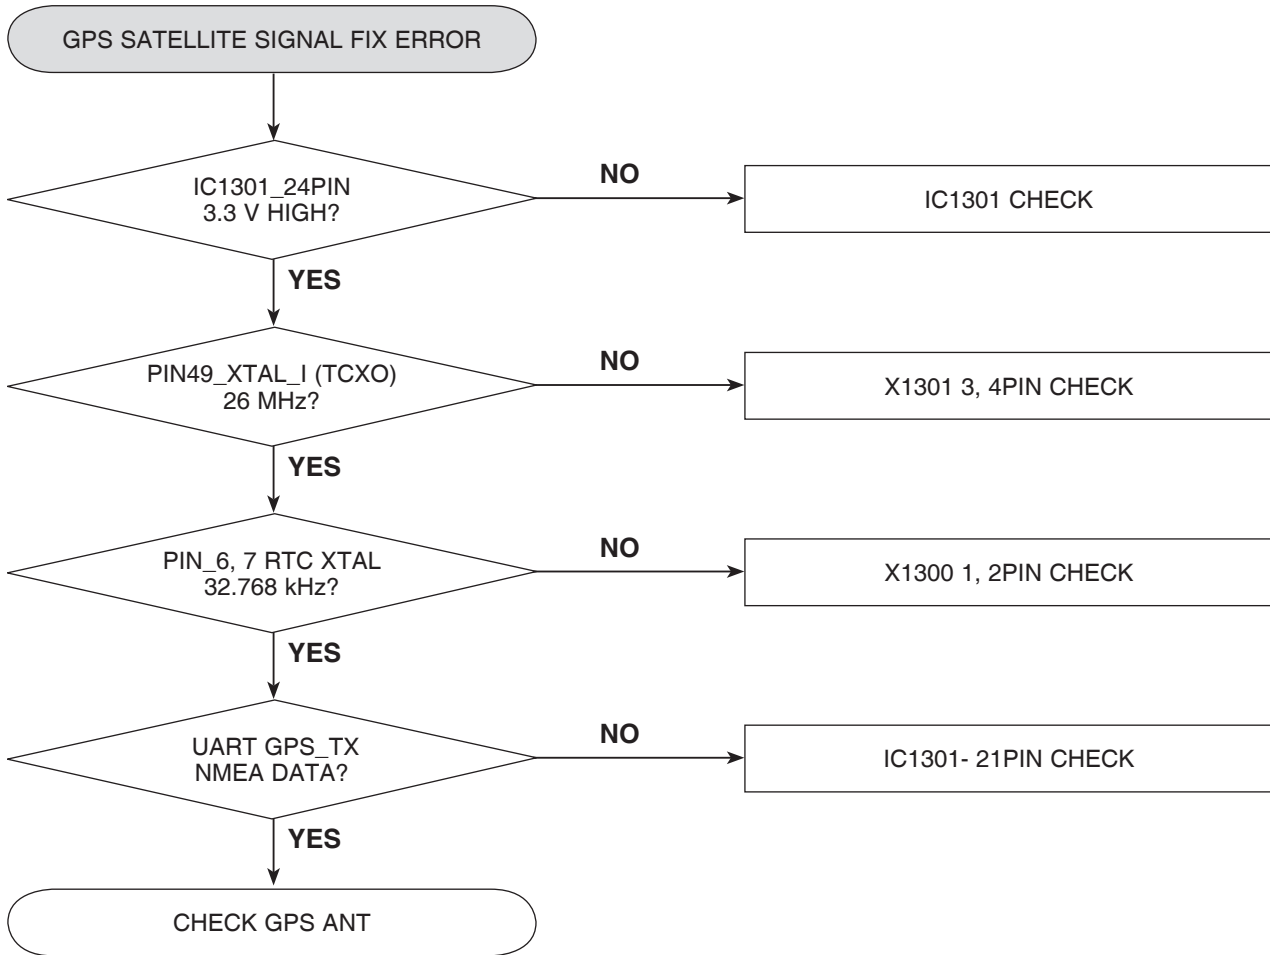 GPS SATELLITE SIGNAL FIX ERROR
IC1301_24PIN
3.3 V HIGH?
NO
IC1301 CHECK
YES
PIN49_XTAL_I (TCXO)
26 MHz?
NO
X1301 3, 4PIN CHECK
YES
PIN_6, 7 RTC XTAL
32.768 kHz?
NO
X1300 1, 2PIN CHECK
YES
UART GPS_TX
NMEA DATA?
NO
IC1301- 21PIN CHECK
YES
CHECK GPS ANT